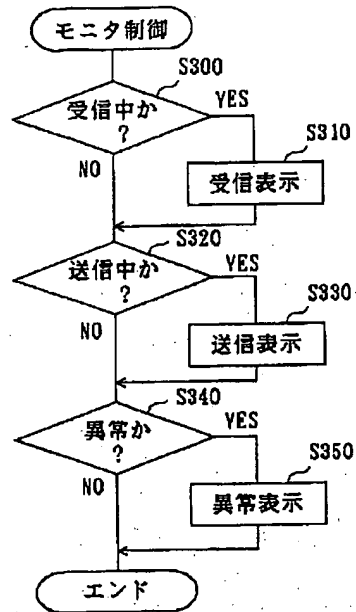 モニタ制御
S300
受信中か
?
YES
NO
S310
受信表示
S320
送信中か
?
YES
NO
S330
送信表示
S340
異常か
?
YES
NO
S350
異常表示
エンド